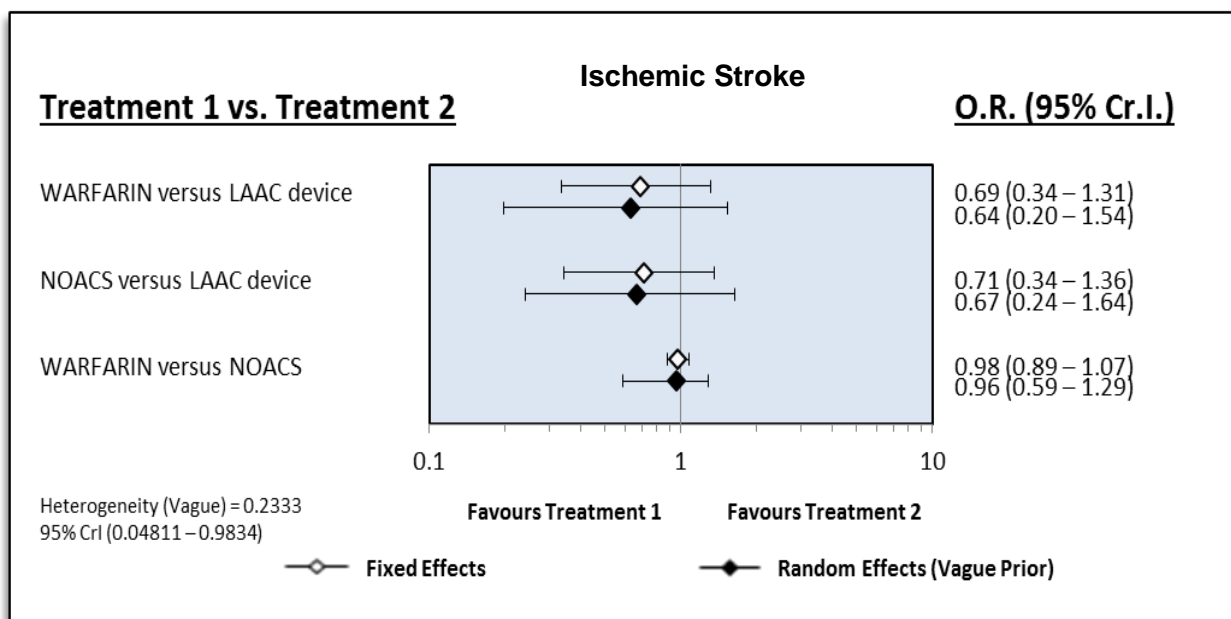 Ischemic Stroke
Treatment 1 vs. Treatment 2
O.R. (95% Cr.I.)
WARFARIN versus LAAC device
0.69 (0.34 – 1.31)
0.64 (0.20 – 1.54)
NOACS versus LAAC device
0.71 (0.34 – 1.36)
0.67 (0.24 – 1.64)
WARFARIN versus NOACS
0.98 (0.89 – 1.07)
0.96 (0.59 – 1.29)
0.1 1 10
Heterogeneity (Vague) = 0.2333
95% CrI (0.04811 – 0.9834)
Favours Treatment 1 Favours Treatment 2
Fixed Effects Random Effects (Vague Prior)